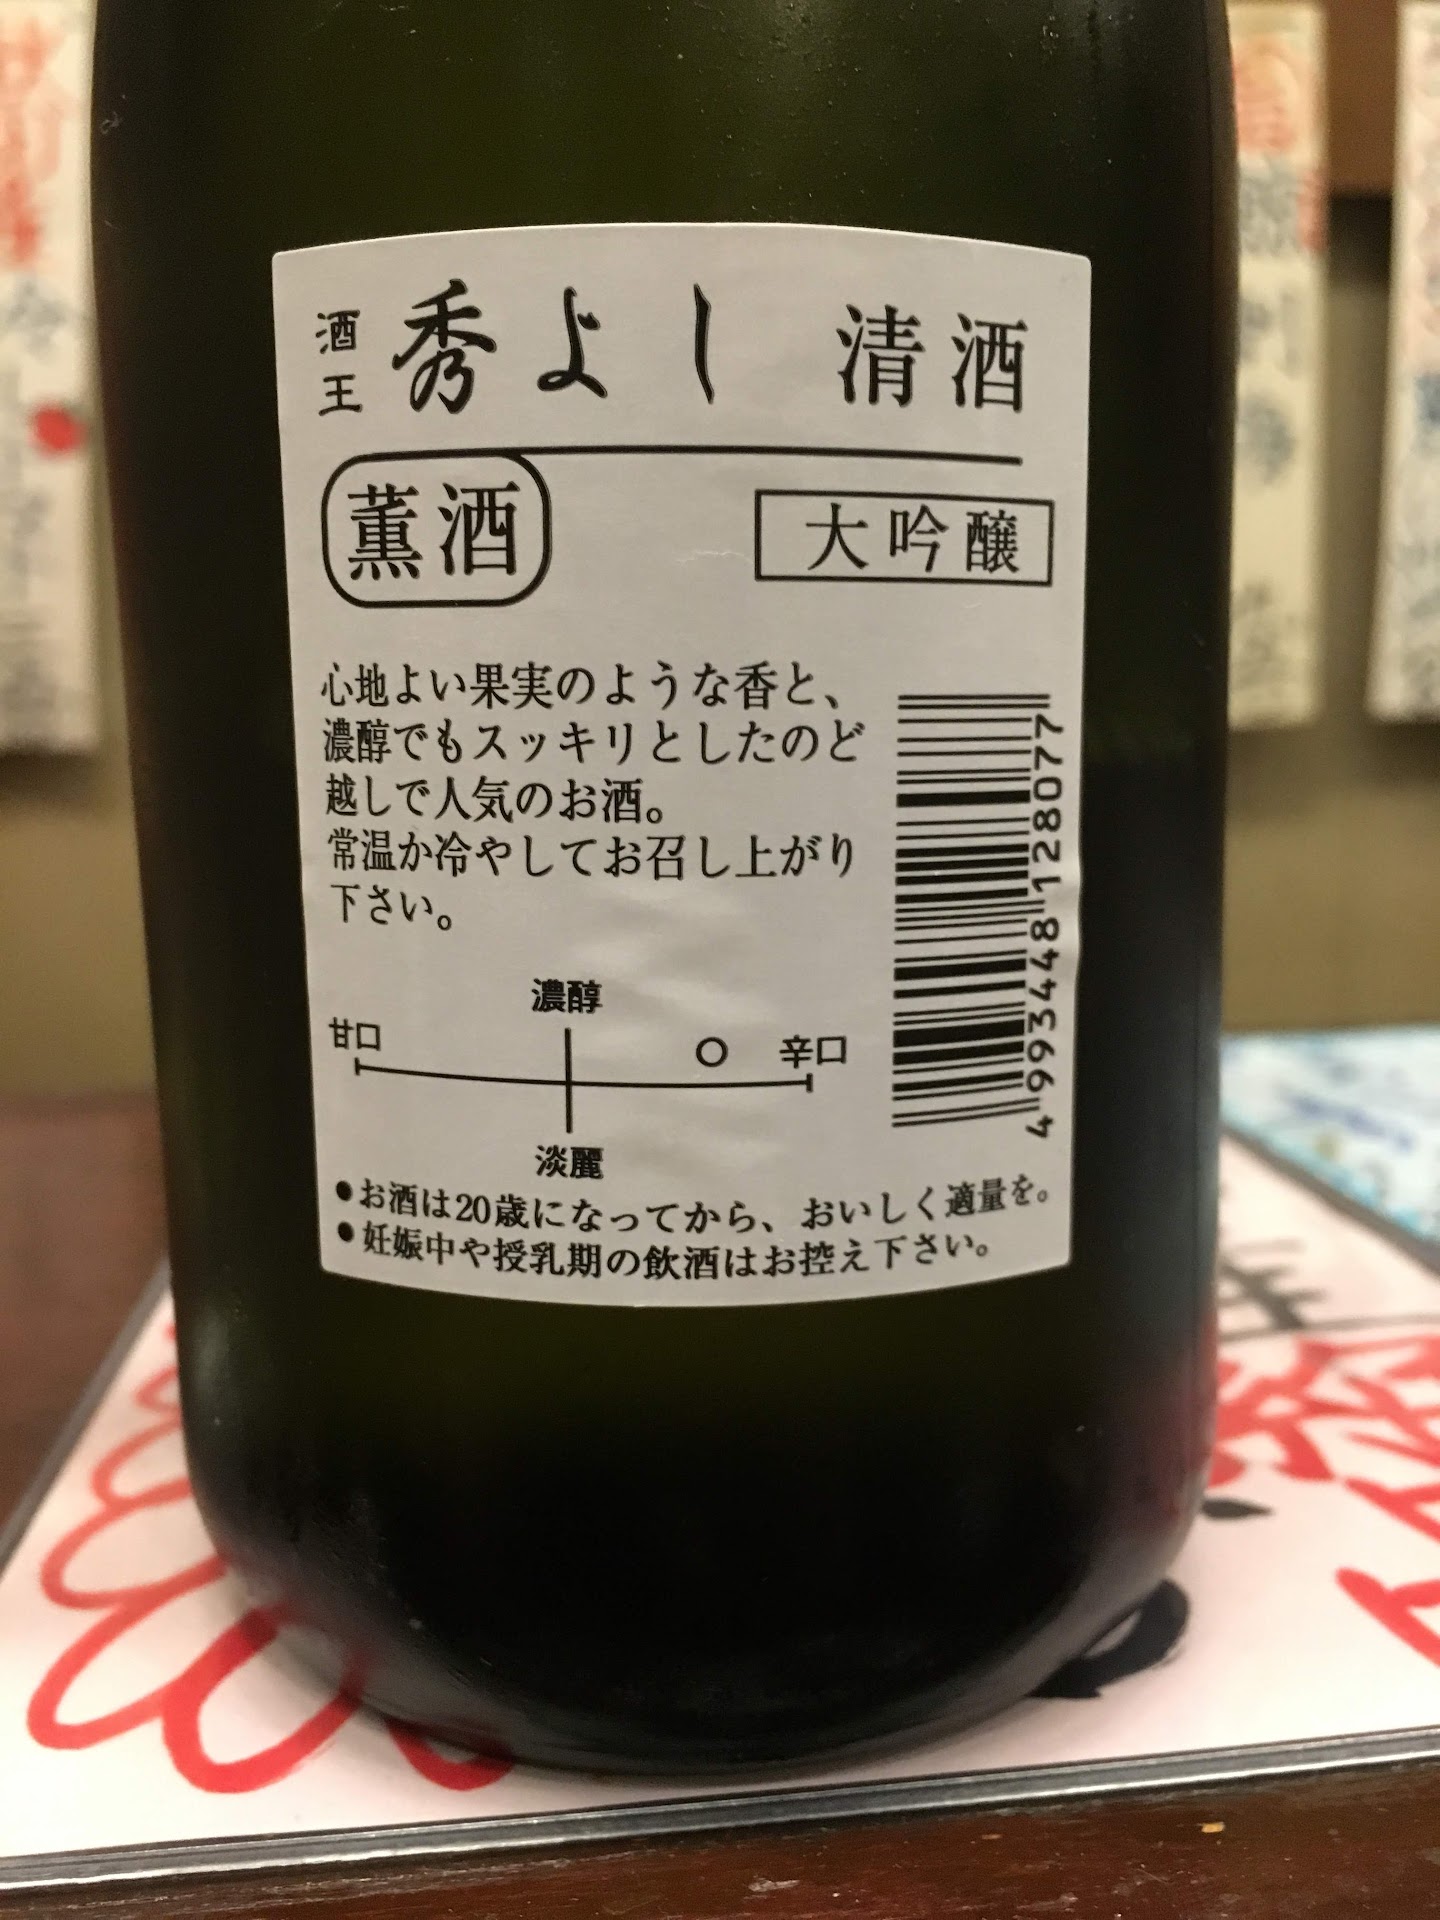 酒王 秀よし 清酒
薫酒
大吟醸
心地よい果実のような香と、
濃醇でもスッキリとしたのど
越しで人気のお酒。
常温か冷やしてお召し上がり
下さい。
濃醇
甘口
辛口
淡麗
4993448128077
●お酒は20歳になってから、おいしく適量を。
●妊娠中や授乳期の飲酒はお控え下さい。